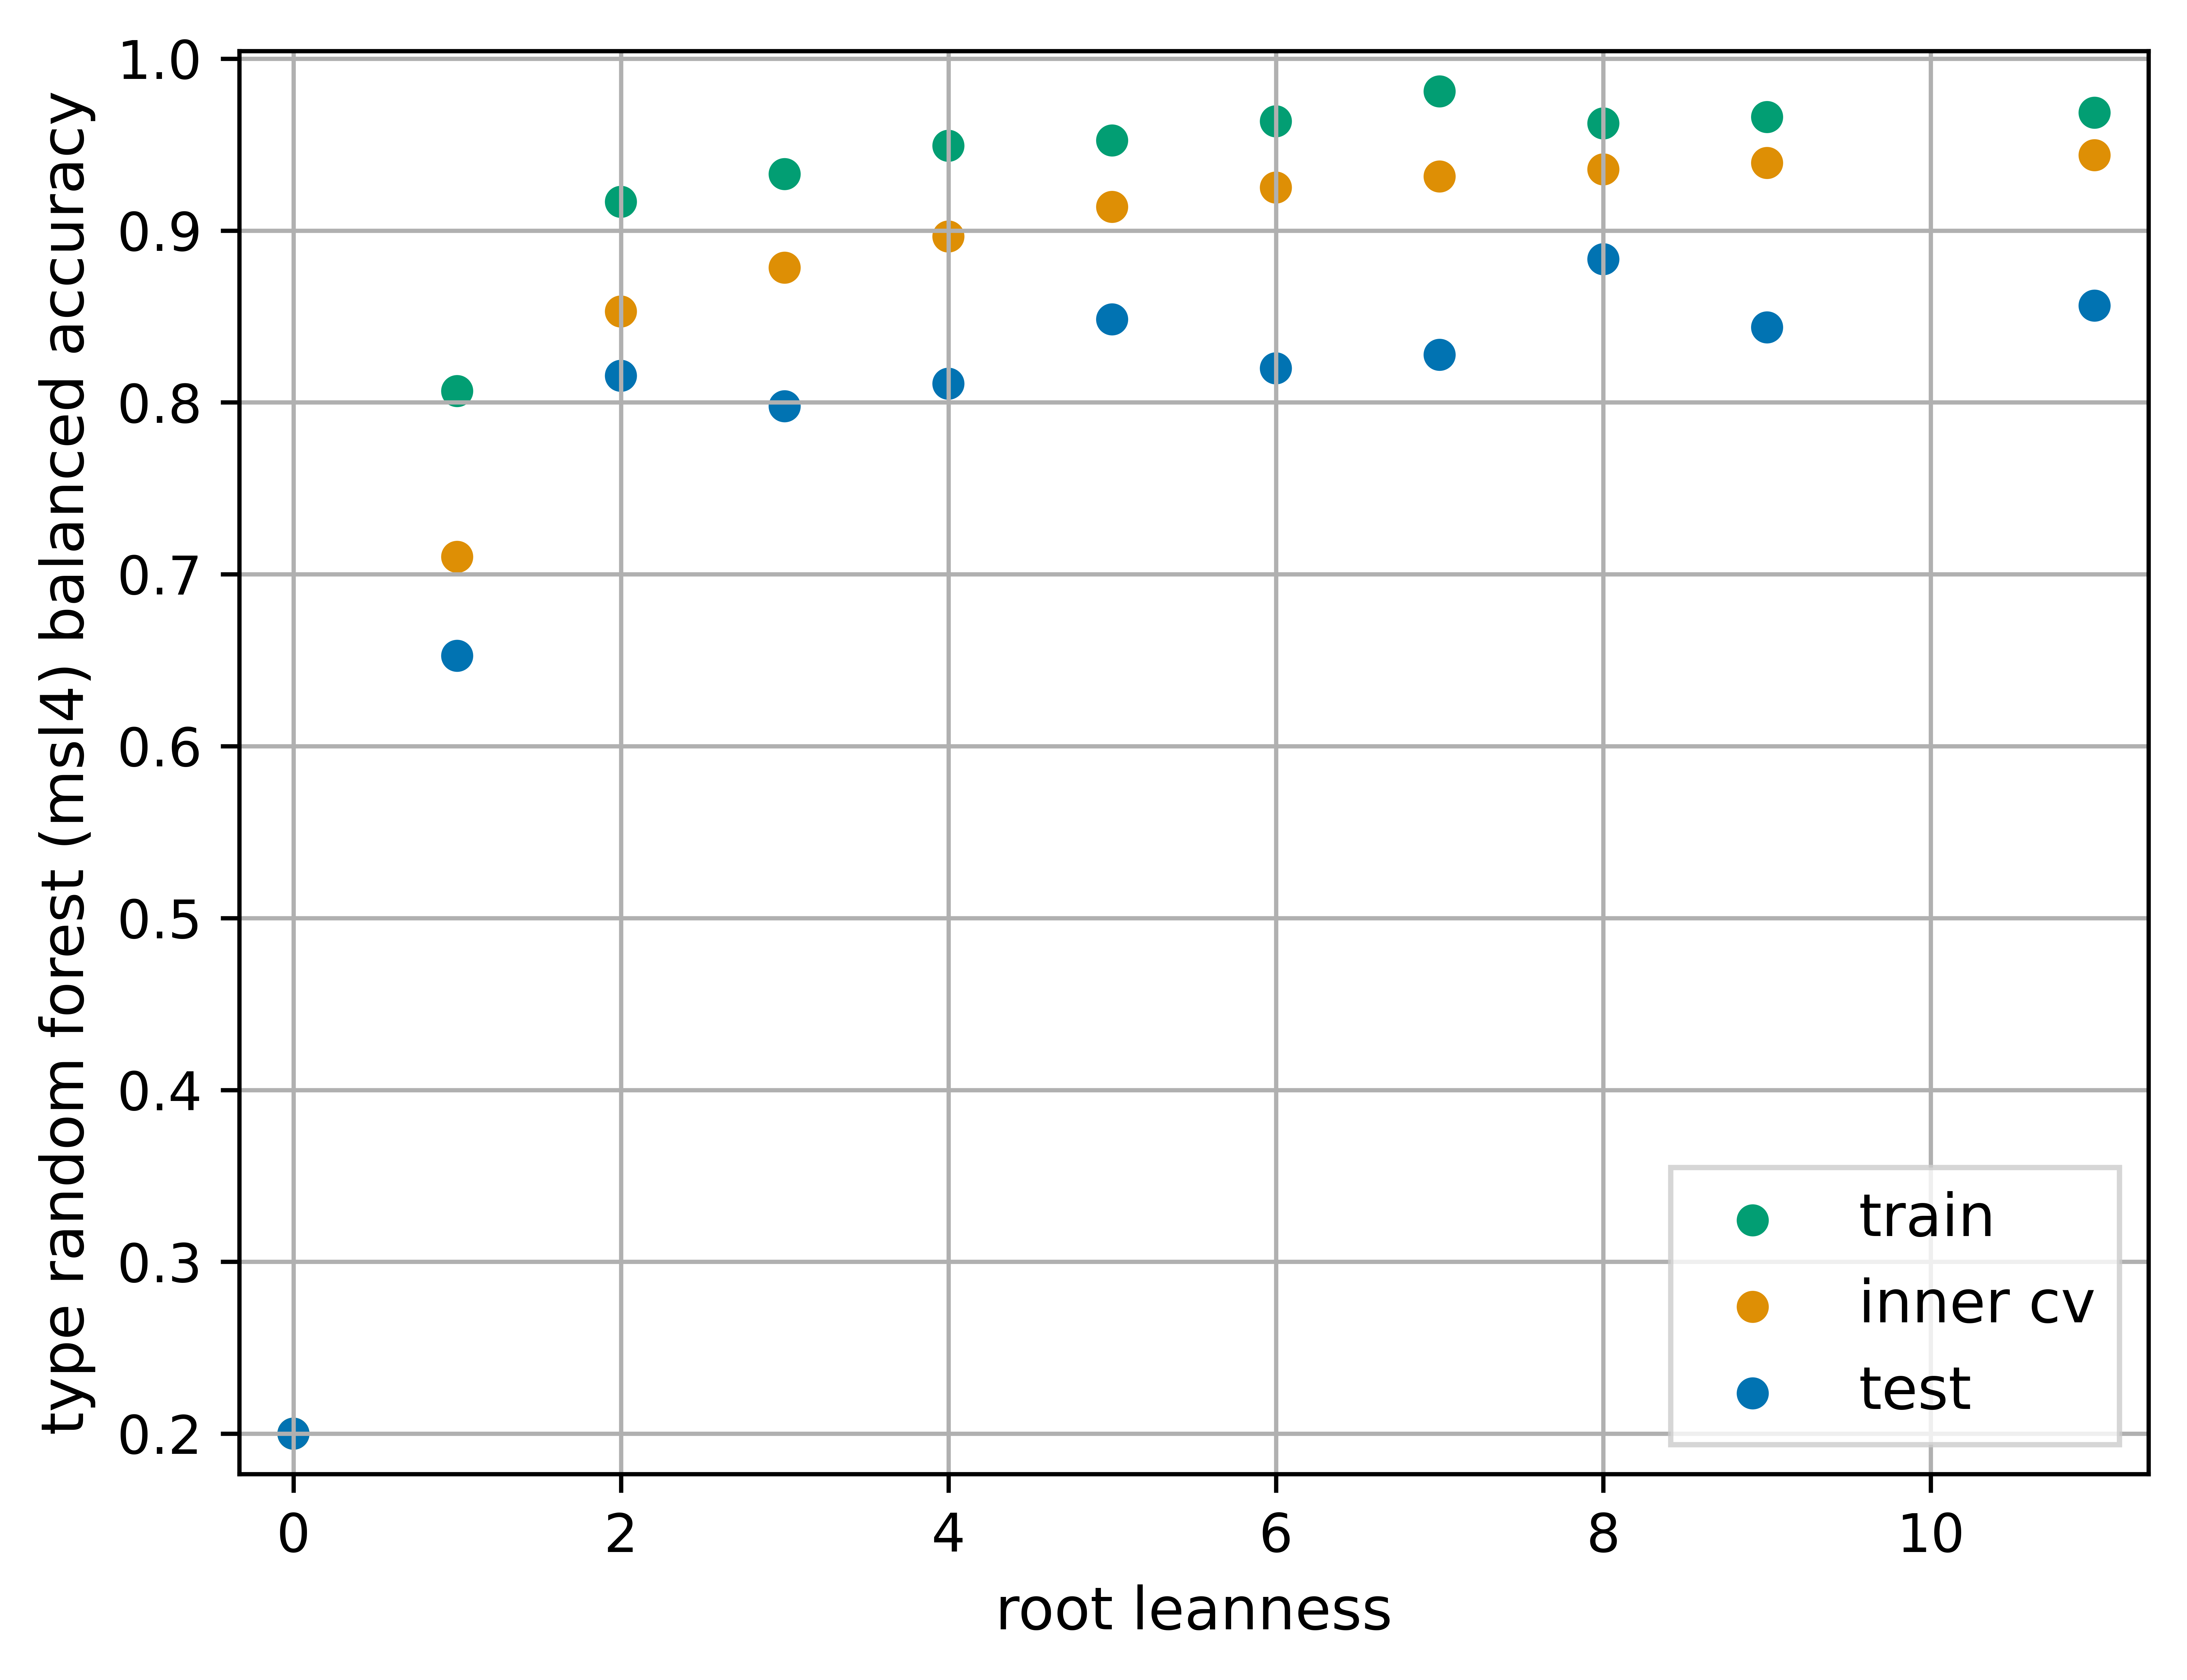 type random forest (msl4) balanced accuracy
1.0
0.9
0.8
0.7
0.6
0.5
0.4
0.3
0.2
train
inner cv
test
0 2 4 6 8 10
root leanness